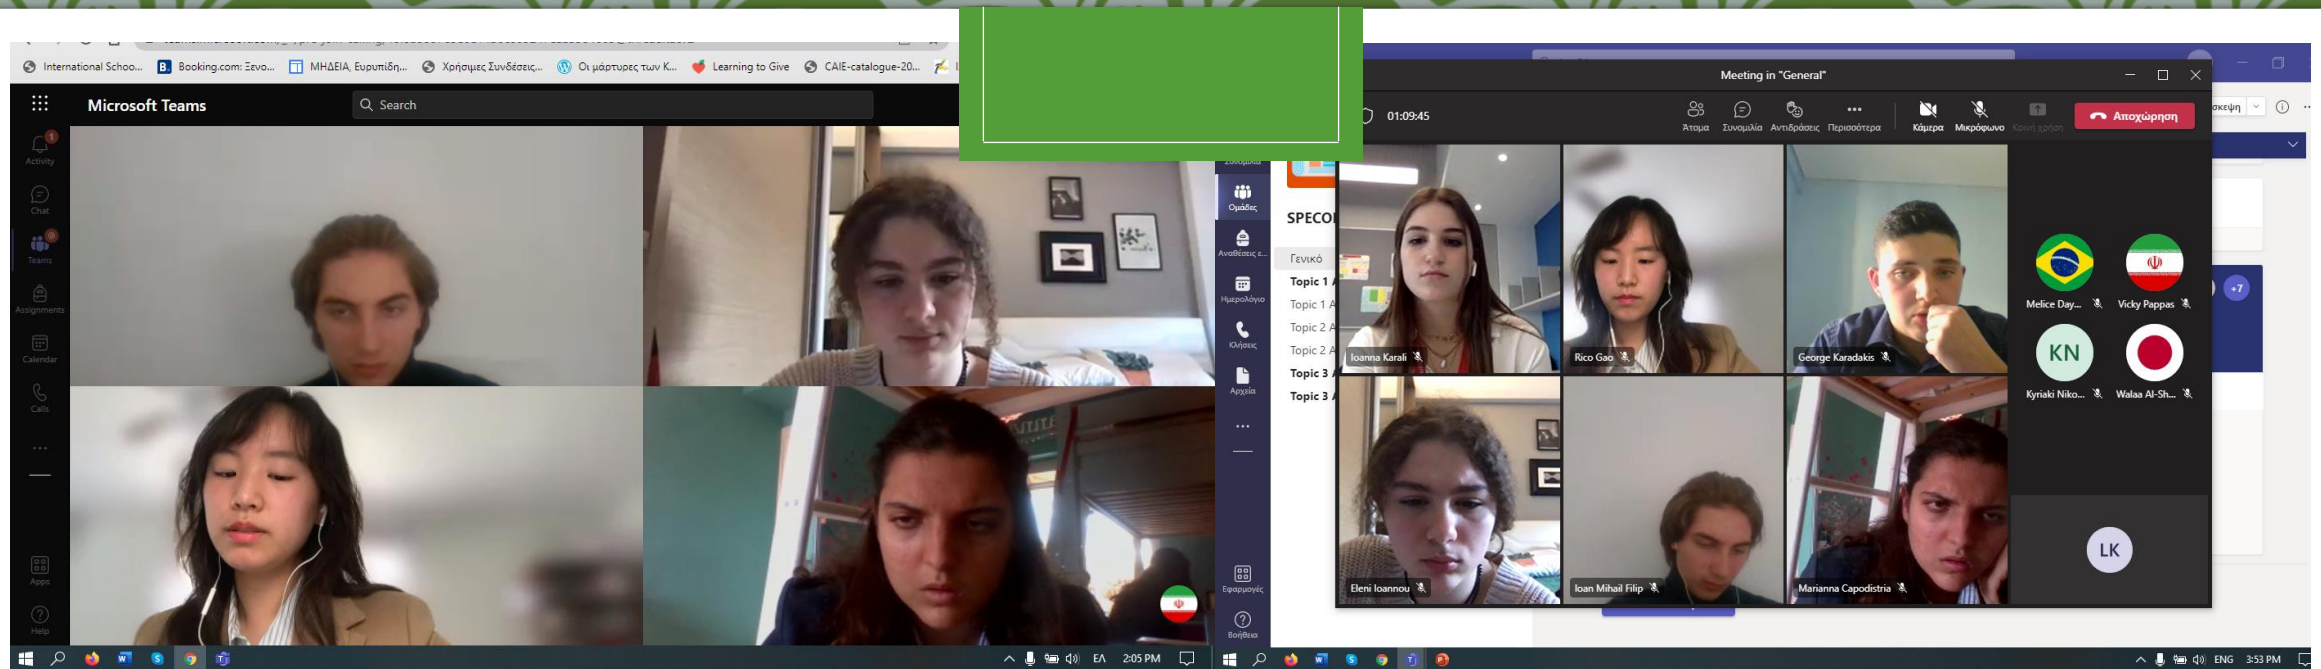 International Schoo...
Booking.com: Ξενο...
ΜΗΔΕΙΑ, Ευριπίδη...
Χρήσιμες Συνδέσεις...
Οι μάρτυρες των Κ...
Learning to Give
CAIE-catalogue-20...
Microsoft Teams
Search
Activity
Chat
Teams
Assignments
Calendar
Calls
Apps
Help
ΕΛ
2:05 PM
Meeting in "General"
01:09:45
Άτομα
Συνομιλία
Αντιδράσεις
Περισσότερα
Κάμερα
Μικρόφωνο
Κοινή χρήση
Αποχώρηση
σκεψη
+7
Συνομιλία
Ομάδες
Αναθέσεις ε...
Ημερολόγιο
Κλήσεις
Αρχεία
Εφαρμογές
Βοήθεια
Γενικό
Topic 1
Topic 1 A
Topic 2 A
Topic 2 A
Topic 3
Topic 3
Ioanna Karali
Rico Gao
George Karadakis
Melice Day...
Vicky Pappas
KN
Kyriaki Niko...
Walaa Al-Sh...
Eleni Ioannou
Ioan Mihail Filip
Marianna Capodistria
LK
ENG
3:53 PM